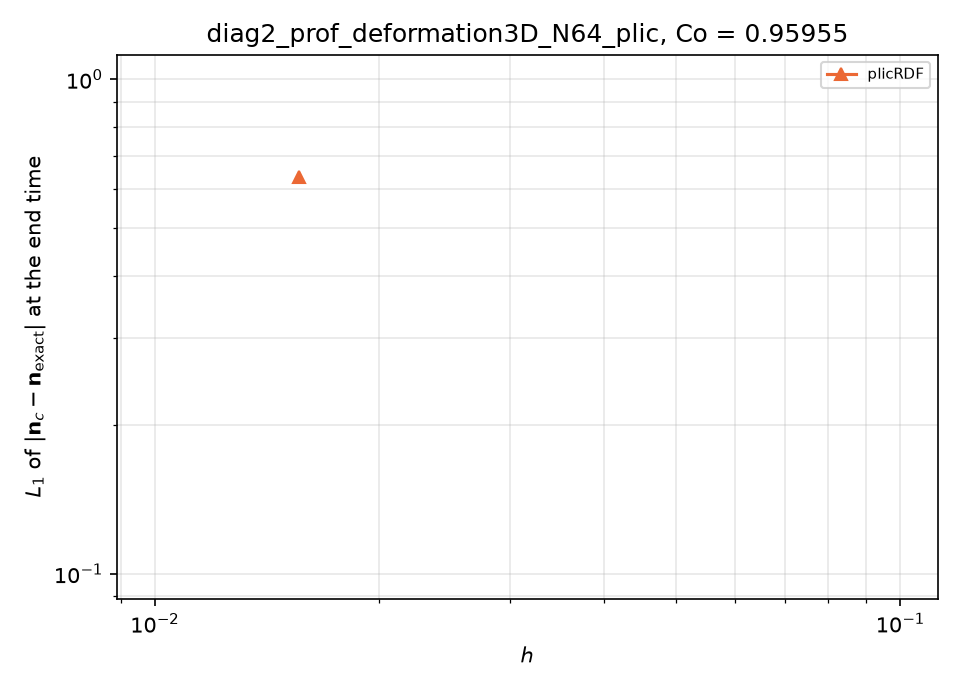 diag2_prof_deformation3D_N64_plic, Co = 0.95955
plicRDF
L₁ of |n_c − n_exact| at the end time
10⁰
10⁻¹
10⁻² 10⁻¹
h